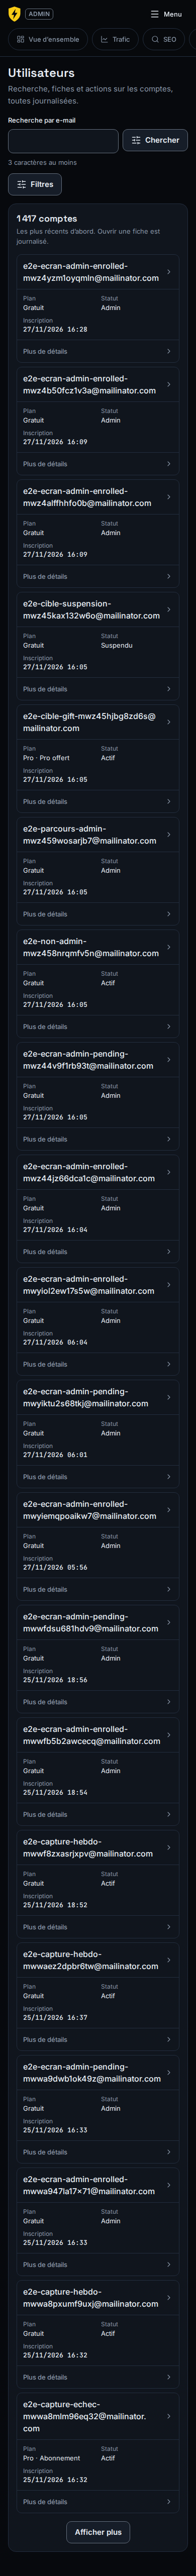 ADMIN
Menu
Vue d'ensemble
Trafic
SEO
Utilisateurs
Recherche, fiches et actions sur les comptes,
toutes journalisées.
Recherche par e-mail
Chercher
3 caractères au moins
Filtres
1 417 comptes
Les plus récents d'abord. Ouvrir une fiche est
journalisé.
e2e-ecran-admin-enrolled-
mwz4yzm1oyqmln@mailinator.com
Plan
Statut
Gratuit
Admin
Inscription
27/11/2026 16:28
Plus de détails
e2e-ecran-admin-enrolled-
mwz4b50fcz1v3a@mailinator.com
Plan
Statut
Gratuit
Admin
Inscription
27/11/2026 16:09
Plus de détails
e2e-ecran-admin-enrolled-
mwz4alffhhfo0b@mailinator.com
Plan
Statut
Gratuit
Admin
Inscription
27/11/2026 16:09
Plus de détails
e2e-cible-suspension-
mwz45kax132w6o@mailinator.com
Plan
Statut
Gratuit
Suspendu
Inscription
27/11/2026 16:05
Plus de détails
e2e-cible-gift-mwz45hjbg8zd6s@
mailinator.com
Plan
Statut
Pro · Pro offert
Actif
Inscription
27/11/2026 16:05
Plus de détails
e2e-parcours-admin-
mwz459wosarjb7@mailinator.com
Plan
Statut
Gratuit
Admin
Inscription
27/11/2026 16:05
Plus de détails
e2e-non-admin-
mwz458nrqmfv5n@mailinator.com
Plan
Statut
Gratuit
Actif
Inscription
27/11/2026 16:05
Plus de détails
e2e-ecran-admin-pending-
mwz44v9f1rb93t@mailinator.com
Plan
Statut
Gratuit
Admin
Inscription
27/11/2026 16:05
Plus de détails
e2e-ecran-admin-enrolled-
mwz44jz66dca1c@mailinator.com
Plan
Statut
Gratuit
Admin
Inscription
27/11/2026 16:04
Plus de détails
e2e-ecran-admin-enrolled-
mwyiol2ew17s5w@mailinator.com
Plan
Statut
Gratuit
Admin
Inscription
27/11/2026 06:04
Plus de détails
e2e-ecran-admin-pending-
mwyiktu2s68tkj@mailinator.com
Plan
Statut
Gratuit
Admin
Inscription
27/11/2026 06:01
Plus de détails
e2e-ecran-admin-enrolled-
mwyiemqpoaikw7@mailinator.com
Plan
Statut
Gratuit
Admin
Inscription
27/11/2026 05:56
Plus de détails
e2e-ecran-admin-pending-
mwwfdsu681hdv9@mailinator.com
Plan
Statut
Gratuit
Admin
Inscription
25/11/2026 18:56
Plus de détails
e2e-ecran-admin-enrolled-
mwwfb5b2awcecq@mailinator.com
Plan
Statut
Gratuit
Admin
Inscription
25/11/2026 18:54
Plus de détails
e2e-capture-hebdo-
mwwf8zxasrjxpv@mailinator.com
Plan
Statut
Gratuit
Actif
Inscription
25/11/2026 18:52
Plus de détails
e2e-capture-hebdo-
mwwaez2dpbr6tw@mailinator.com
Plan
Statut
Gratuit
Actif
Inscription
25/11/2026 16:37
Plus de détails
e2e-ecran-admin-pending-
mwwa9dwb1ok49z@mailinator.com
Plan
Statut
Gratuit
Admin
Inscription
25/11/2026 16:33
Plus de détails
e2e-ecran-admin-enrolled-
mwwa947la17x71@mailinator.com
Plan
Statut
Gratuit
Admin
Inscription
25/11/2026 16:33
Plus de détails
e2e-capture-hebdo-
mwwa8pxumf9uxj@mailinator.com
Plan
Statut
Gratuit
Actif
Inscription
25/11/2026 16:32
Plus de détails
e2e-capture-echec-
mwwa8mlm96eq32@mailinator.
com
Plan
Statut
Pro · Abonnement
Actif
Inscription
25/11/2026 16:32
Plus de détails
Afficher plus